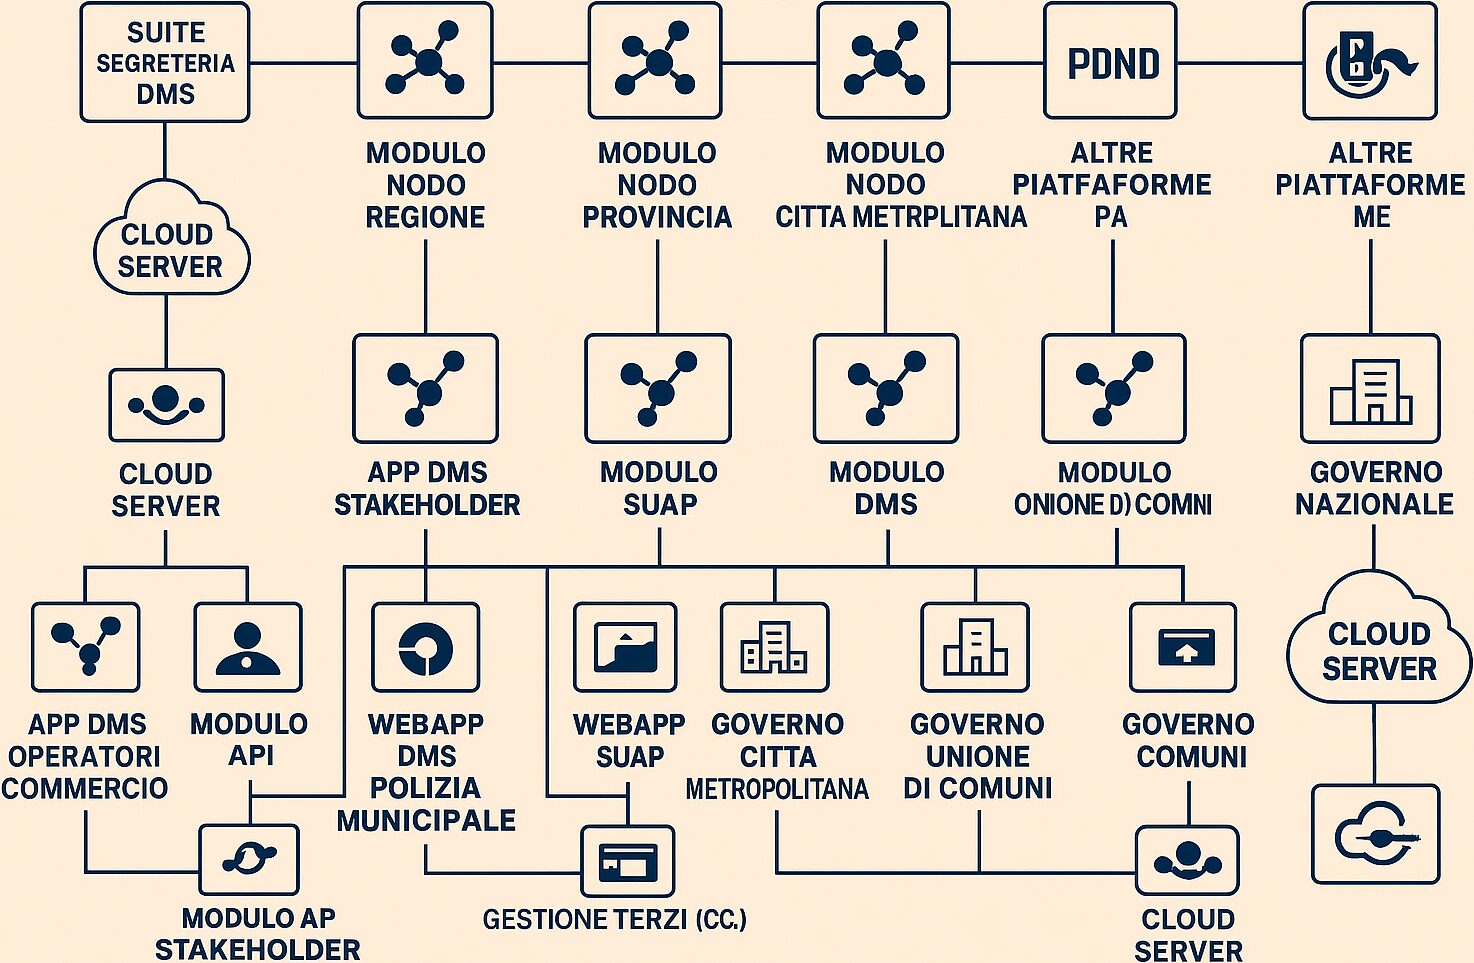 SUITE
SEGRETERIA
DMS
PDND
MODULO
NODO
REGIONE
MODULO
NODO
PROVINCIA
MODULO
NODO
CITTA METRPLITANA
ALTRE
PIATFAFORME
PA
ALTRE
PIATTAFORME
ME
CLOUD
SERVER
CLOUD
SERVER
APP DMS
STAKEHOLDER
MODULO
SUAP
MODULO
DMS
MODULO
ONIONE D) COMNI
GOVERNO
NAZIONALE
CLOUD
SERVER
APP DMS
OPERATORI
COMMERCIO
MODULO
API
WEBAPP
DMS
POLIZIA
MUNICIPALE
WEBAPP
SUAP
GOVERNO
CITTA
METROPOLITANA
GOVERNO
UNIONE
DI COMUNI
GOVERNO
COMUNI
MODULO AP
STAKEHOLDER
GESTIONE TERZI (CC.)
CLOUD
SERVER